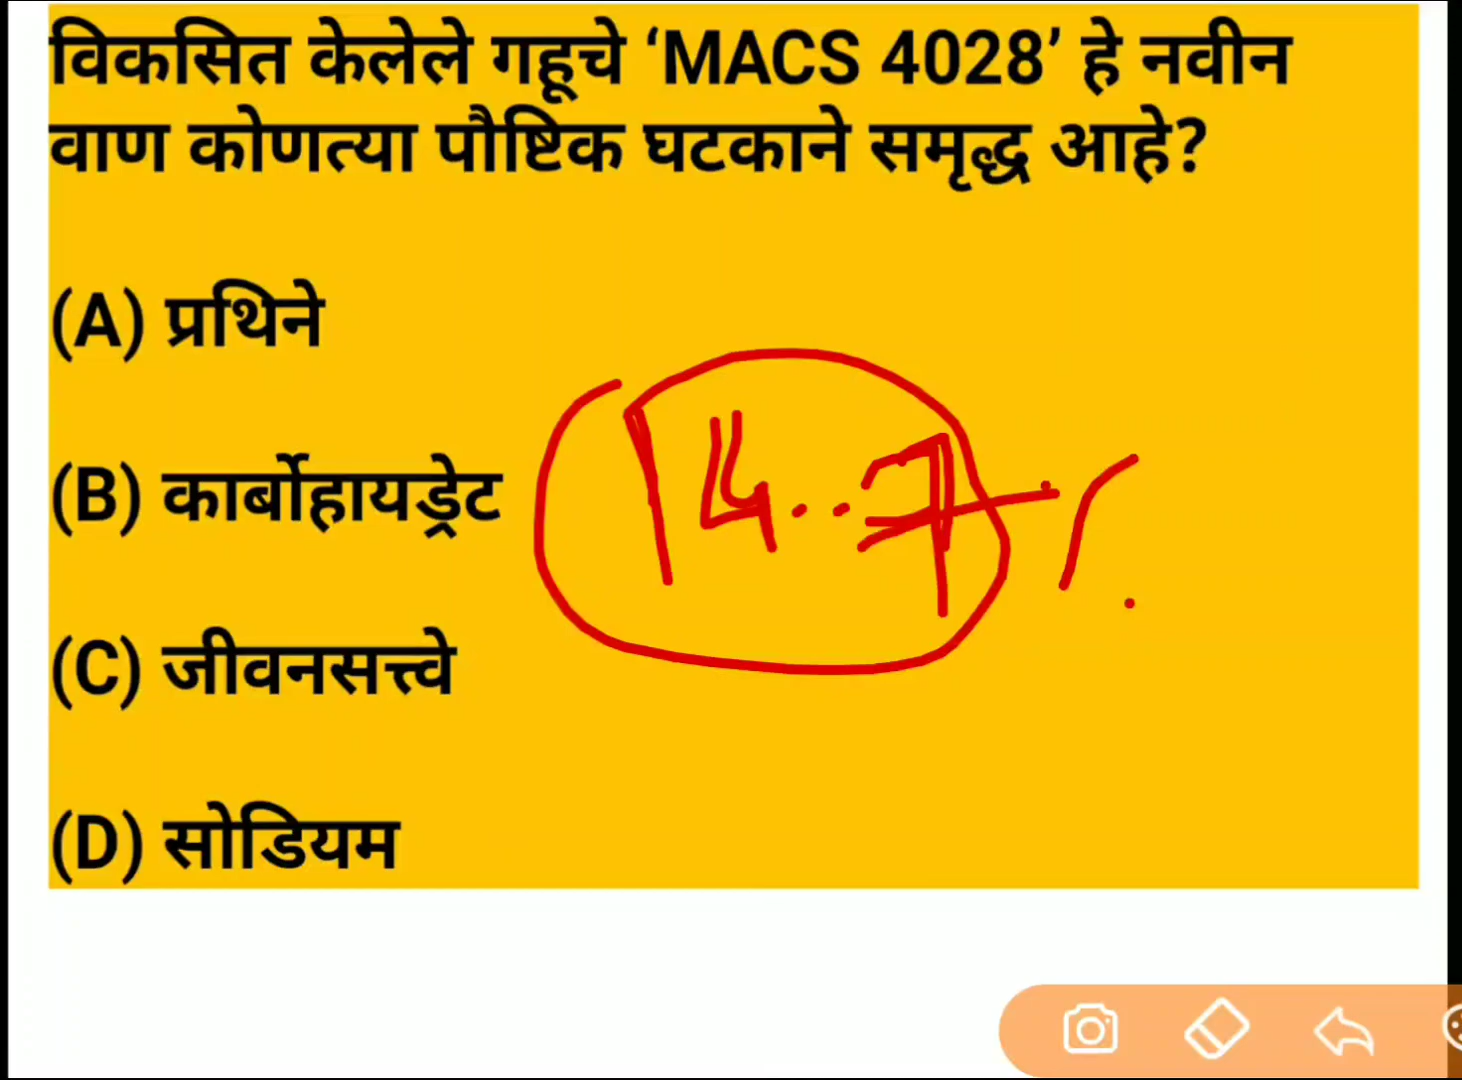 विकसित केलेले गहूचे ‘MACS 4028’ हे नवीन
वाण कोणत्या पौष्टिक घटकाने समृद्ध आहे?
(A) प्रथिने
(B) कार्बोहायड्रेट
14..7%
(C) जीवनसत्त्वे
(D) सोडियम